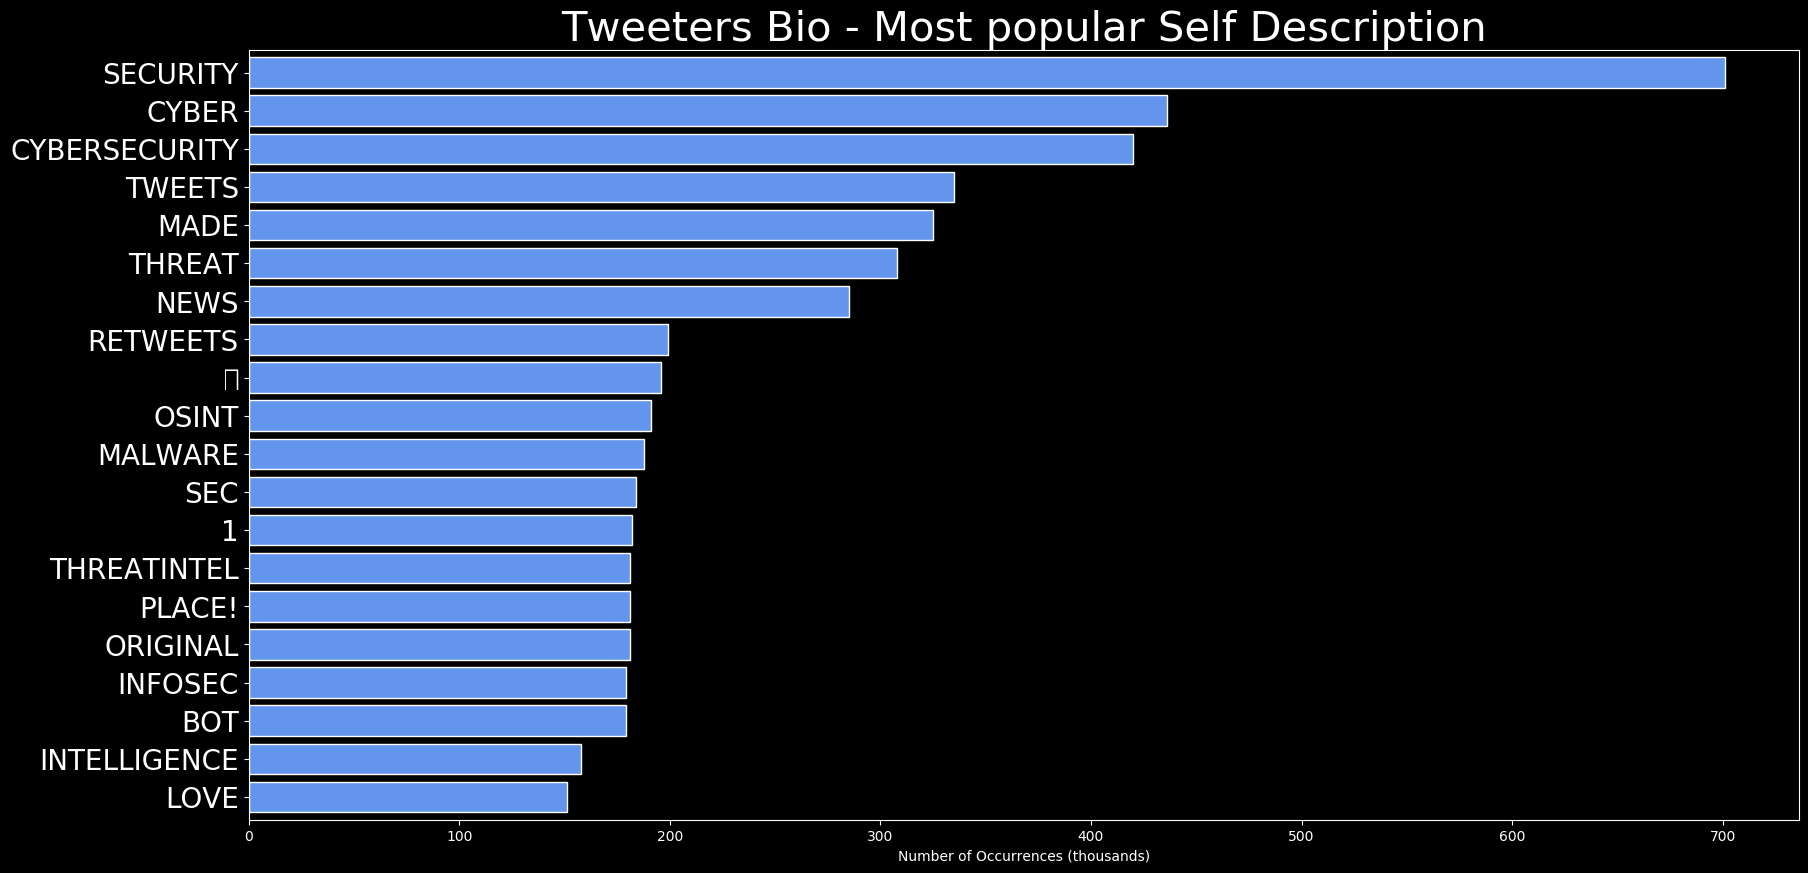 Tweeters Bio - Most popular Self Description
SECURITY
CYBER
CYBERSECURITY
TWEETS
MADE
THREAT
NEWS
RETWEETS
OSINT
MALWARE
SEC
1
THREATINTEL
PLACE!
ORIGINAL
INFOSEC
BOT
INTELLIGENCE
LOVE
0 100 200 300 400 500 600 700
Number of Occurrences (thousands)